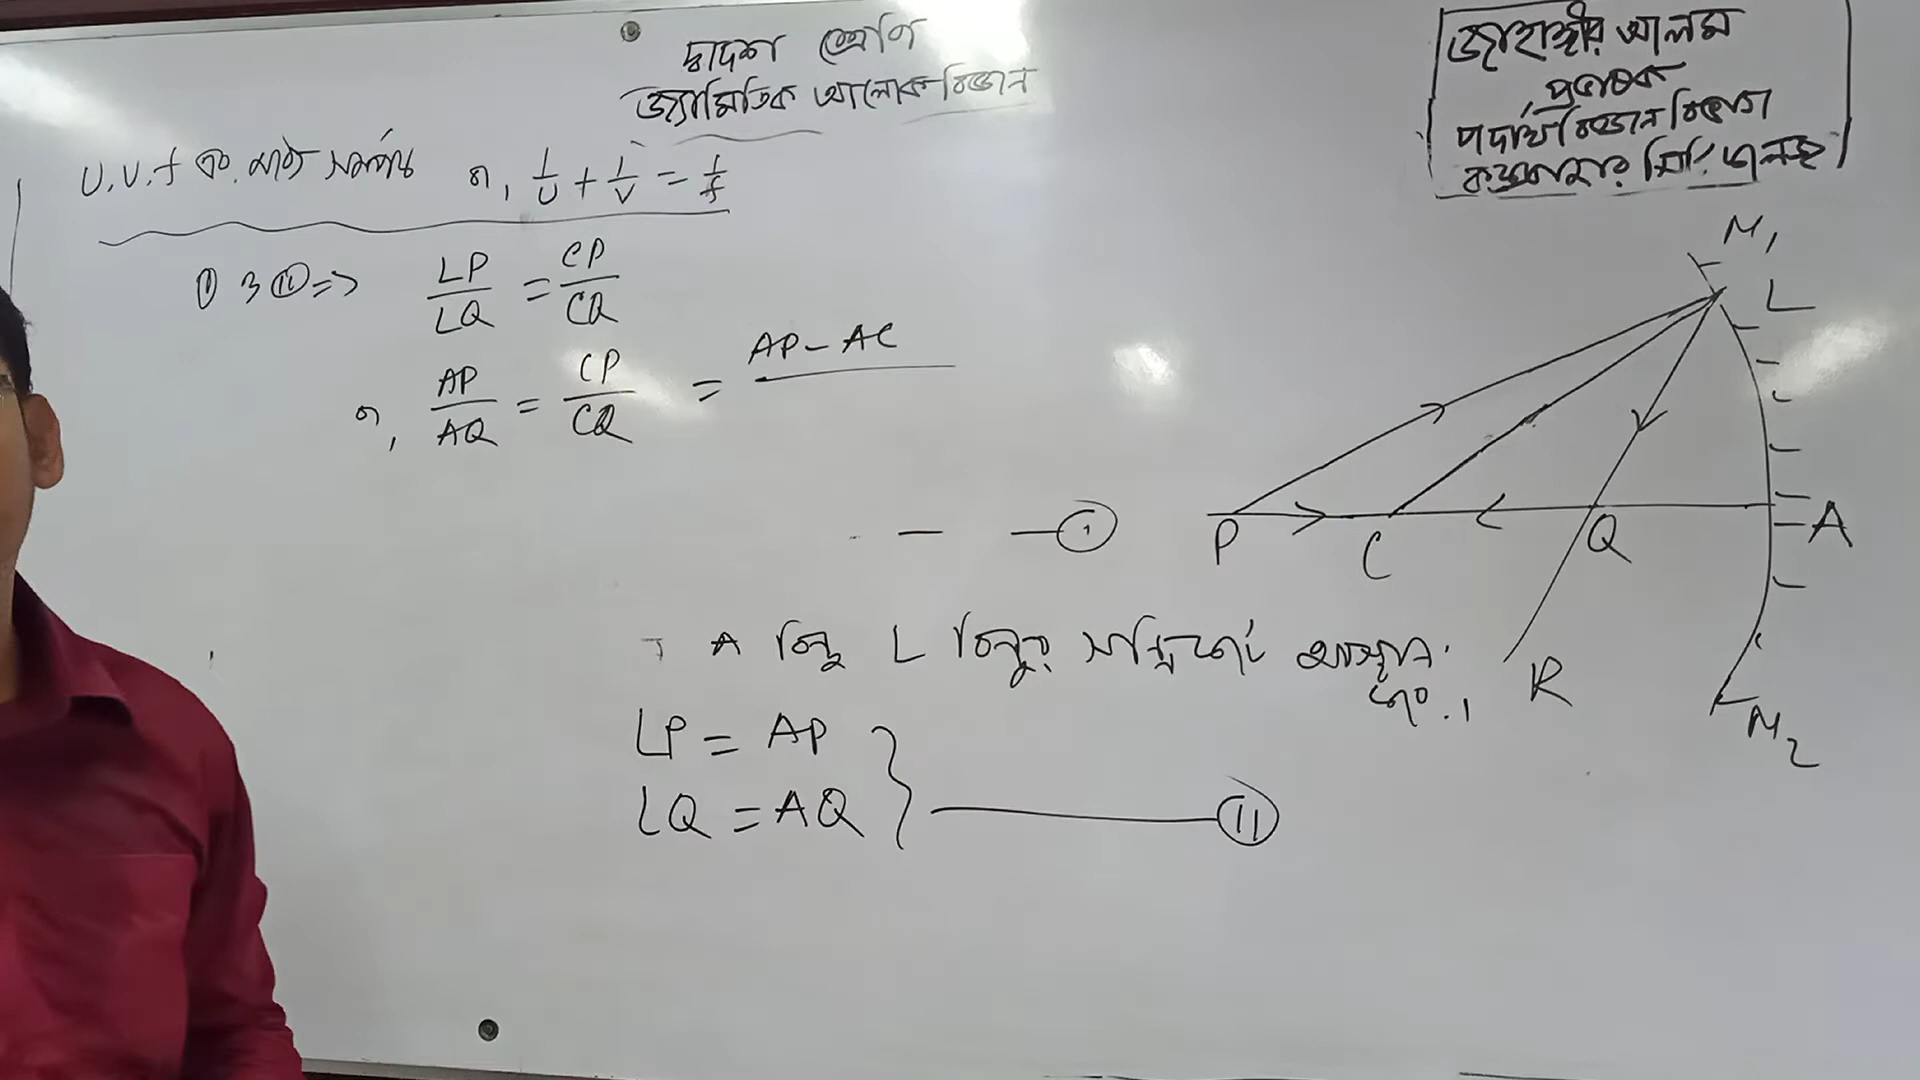 দ্বাদশ শ্রেণি
জ্যামিতিক আলোকবিজ্ঞান
জাহাঙ্গীর আলম
প্রভাষক
পদার্থবিজ্ঞান বিভাগ
U, V, f এর মধ্যে সম্পর্ক বা, 1/U + 1/V = 1/f
① ও ⑪ => LP/LQ = CP/CQ
বা, AP/AQ = CP/CQ = AP - AC
— — ①
A বিন্দু L বিন্দুর সন্নিকটে
LP = AP
LQ = AQ } — ⑪
M1
L
P C Q A
R
M2